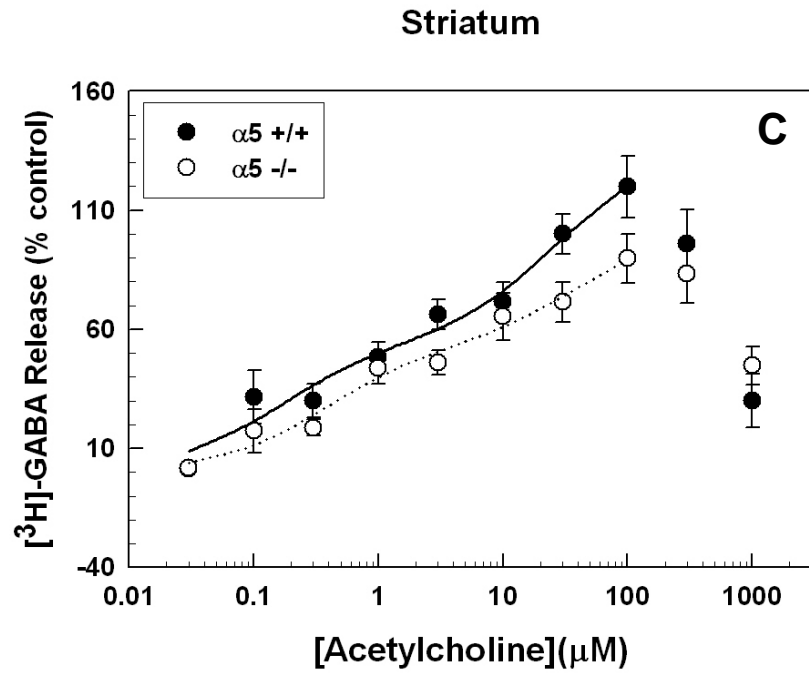 Striatum
160
110
60
10
-40
[³H]-GABA Release (% control)
α5 +/+
α5 -/-
C
0.01
0.1
1
10
100
1000
[Acetylcholine](μM)